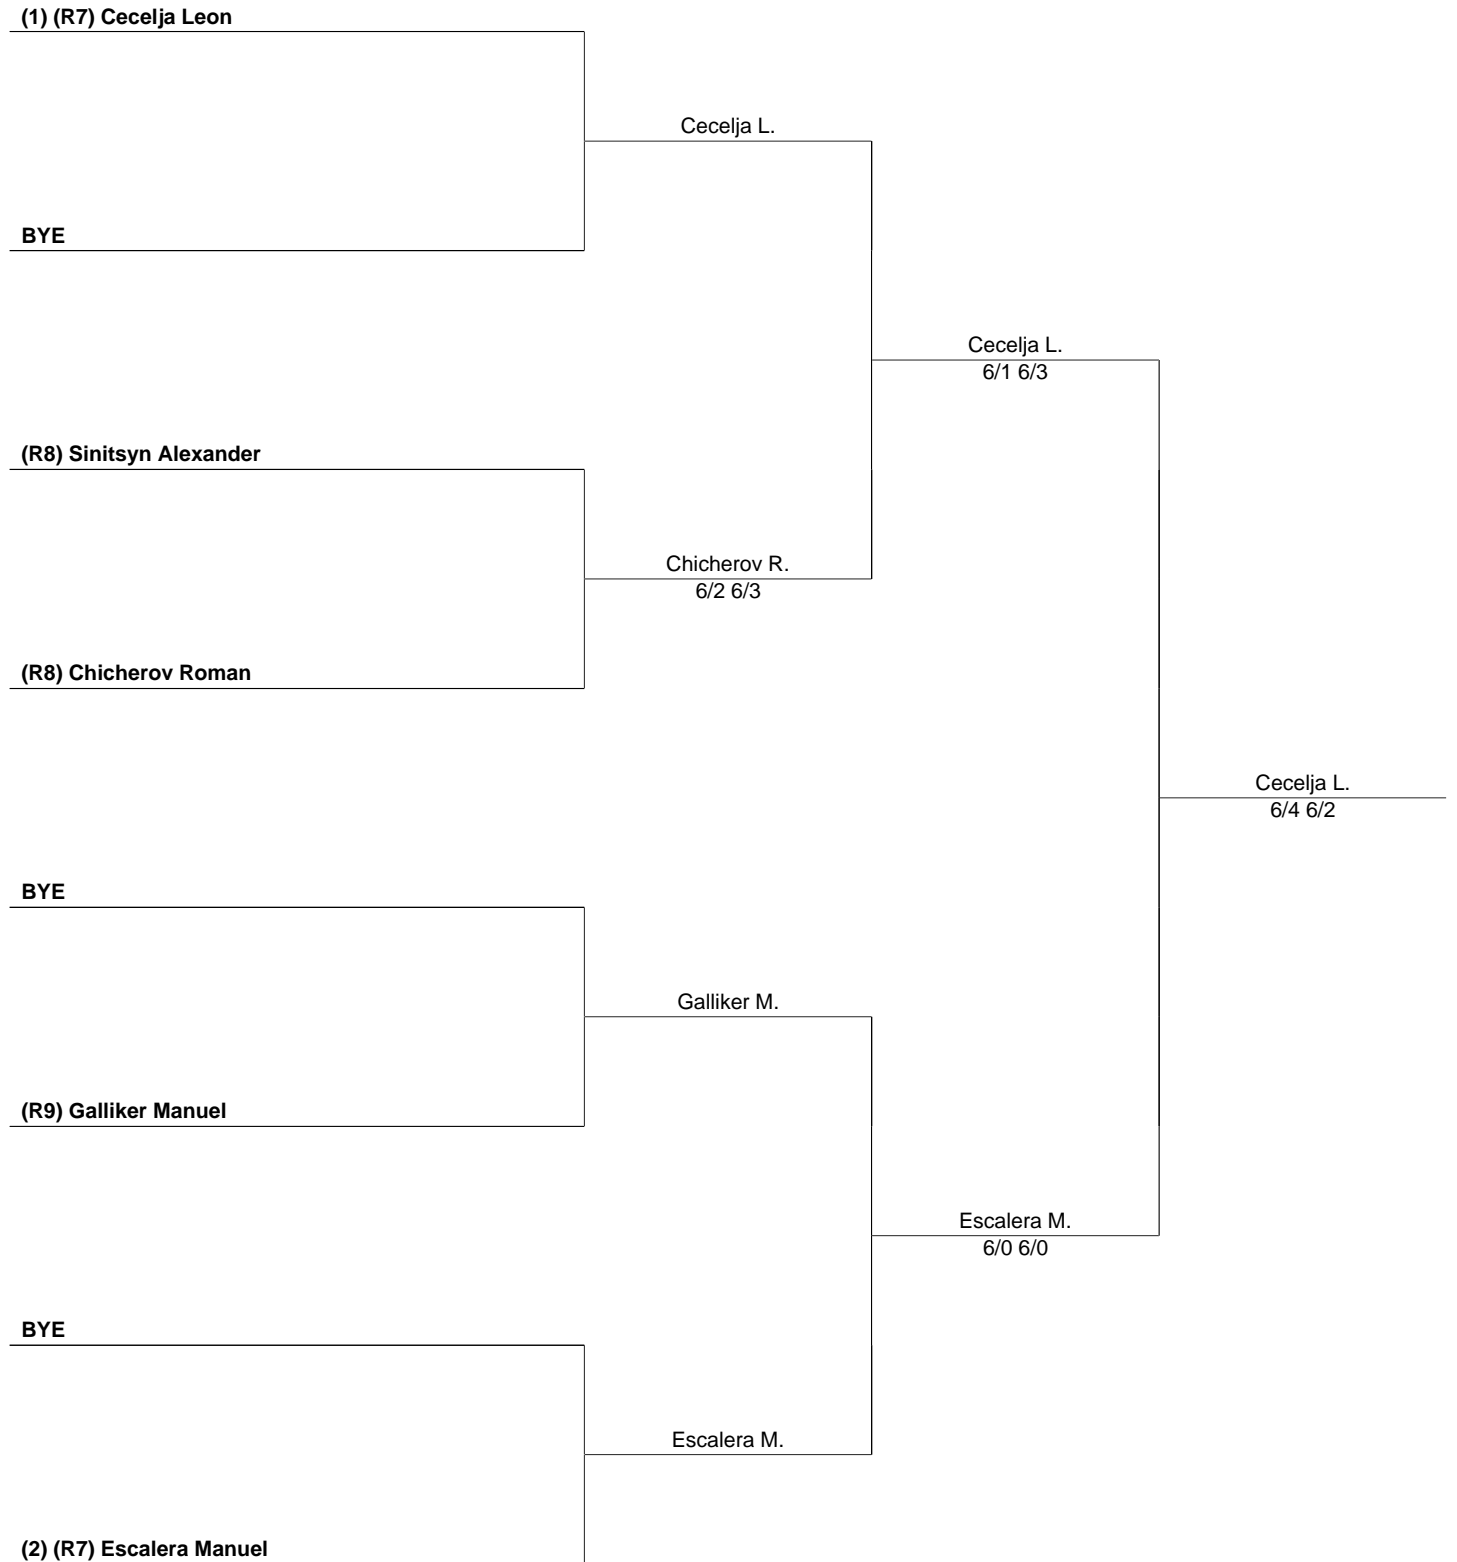 (1) (R7) Cecelja Leon
Cecelja L.
BYE
Cecelja L.
6/1 6/3
(R8) Sinitsyn Alexander
Chicherov R.
6/2 6/3
(R8) Chicherov Roman
Cecelja L.
6/4 6/2
BYE
Galliker M.
(R9) Galliker Manuel
Escalera M.
6/0 6/0
BYE
Escalera M.
(2) (R7) Escalera Manuel